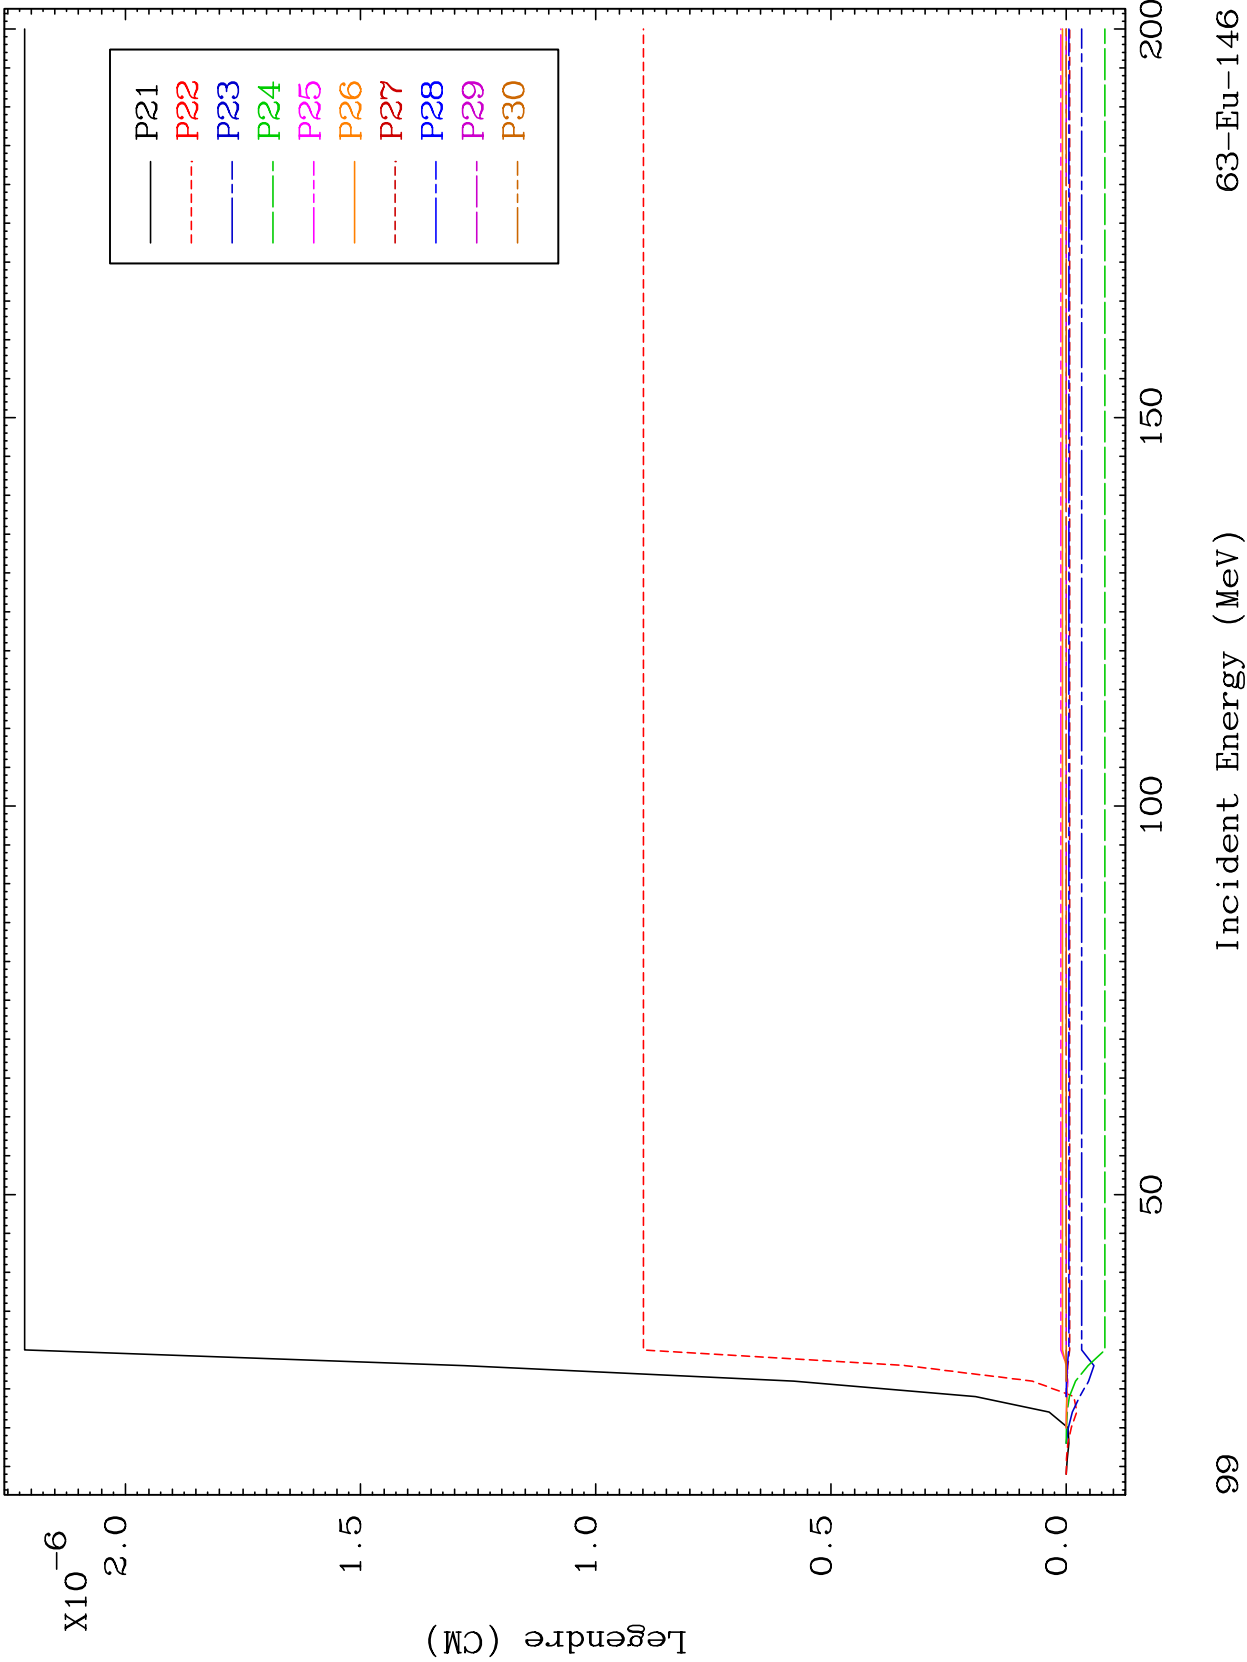 X10-6
2.0
1.5
1.0
0.5
0.0
Legendre (CM)
P21
P22
P23
P24
P25
P26
P27
P28
P29
P30
50
100
150
200
Incident Energy (MeV)
99
63-Eu-146